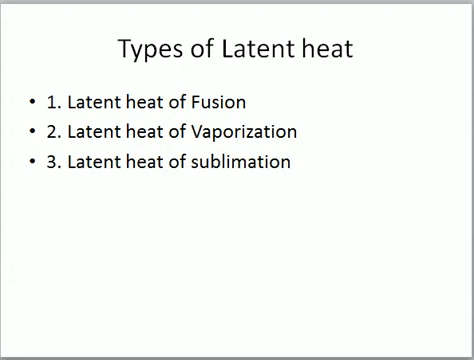 Types of Latent heat
• 1. Latent heat of Fusion
• 2. Latent heat of Vaporization
• 3. Latent heat of sublimation